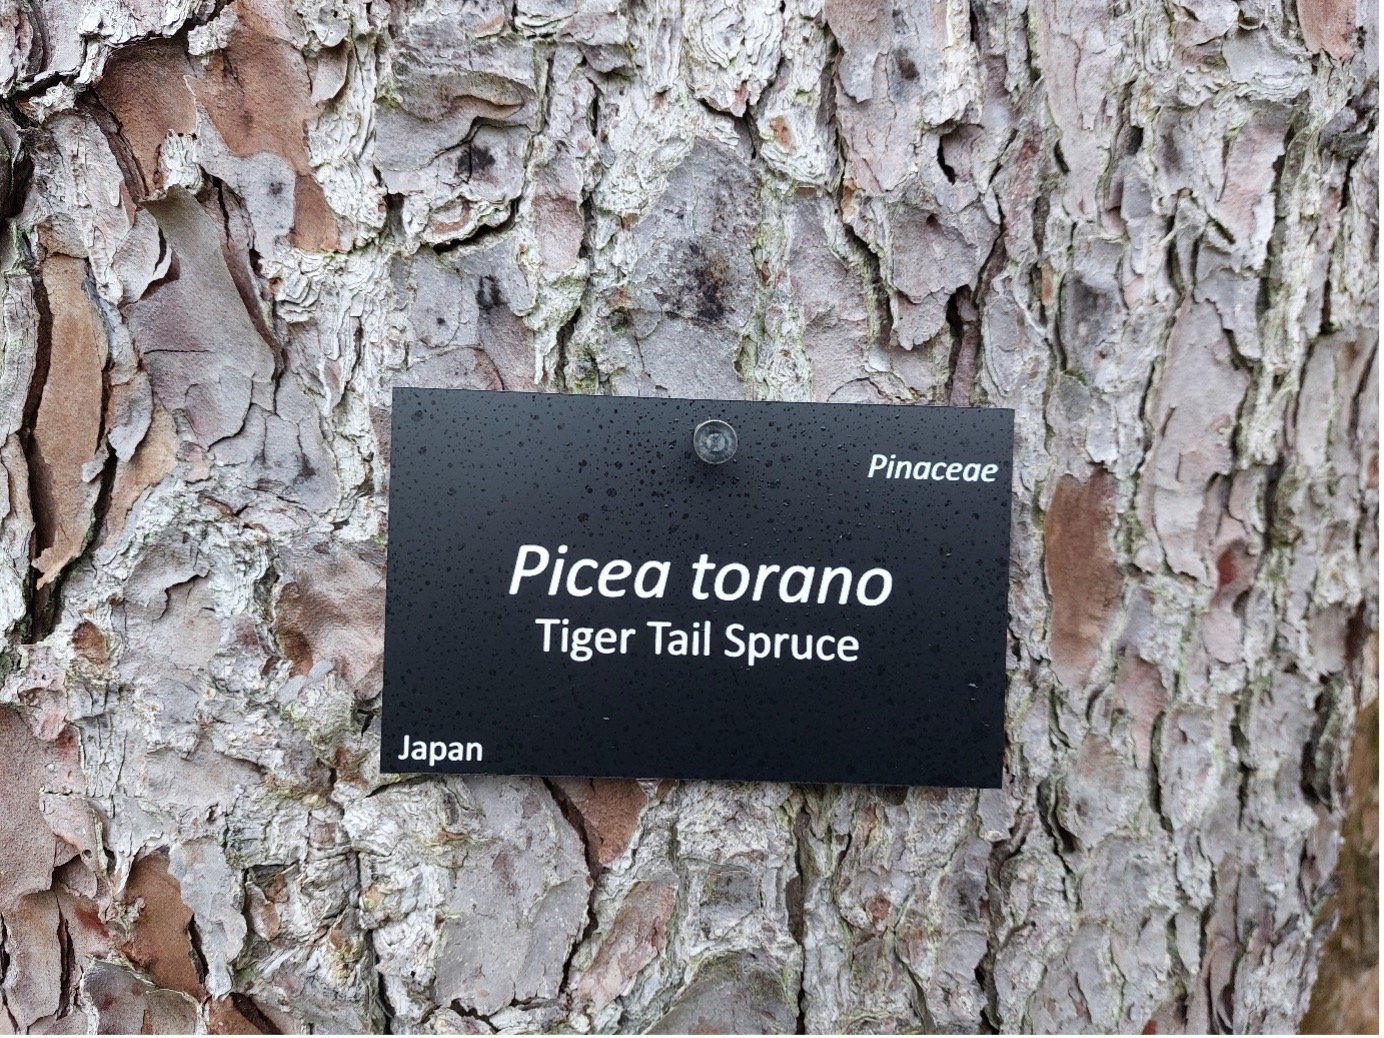 Pinaceae
Picea torano
Tiger Tail Spruce
Japan